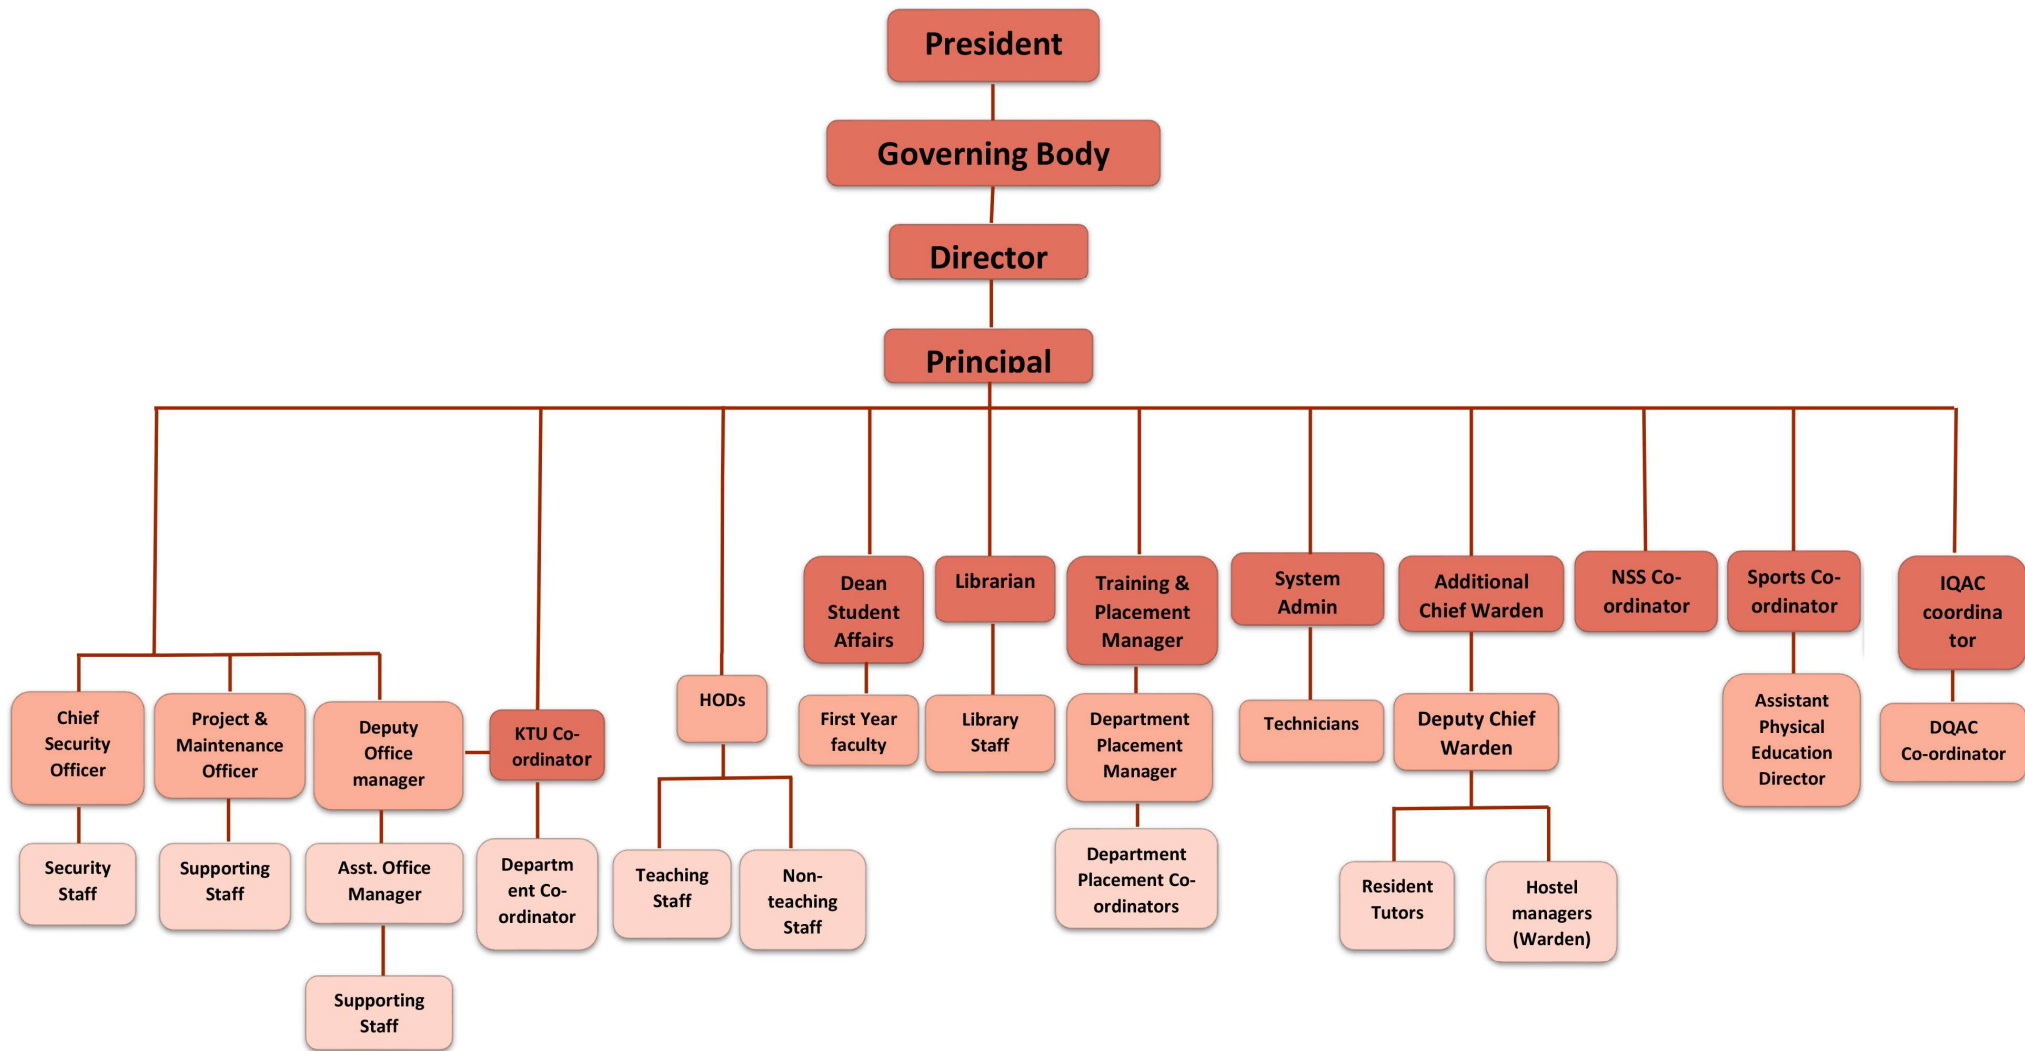 President
Governing Body
Director
Principal
Dean
Student
Affairs
Librarian
Training &
Placement
Manager
System
Admin
Additional
Chief Warden
NSS Co-
ordinator
Sports Co-
ordinator
IQAC
coordina
tor
Chief
Security
Officer
Project &
Maintenance
Officer
Deputy
Office
manager
KTU Co-
ordinator
HODs
First Year
faculty
Library
Staff
Department
Placement
Manager
Technicians
Deputy Chief
Warden
Assistant
Physical
Education
Director
DQAC
Co-ordinator
Security
Staff
Supporting
Staff
Asst. Office
Manager
Departm
ent Co-
ordinator
Teaching
Staff
Non-
teaching
Staff
Department
Placement Co-
ordinators
Resident
Tutors
Hostel
managers
(Warden)
Supporting
Staff